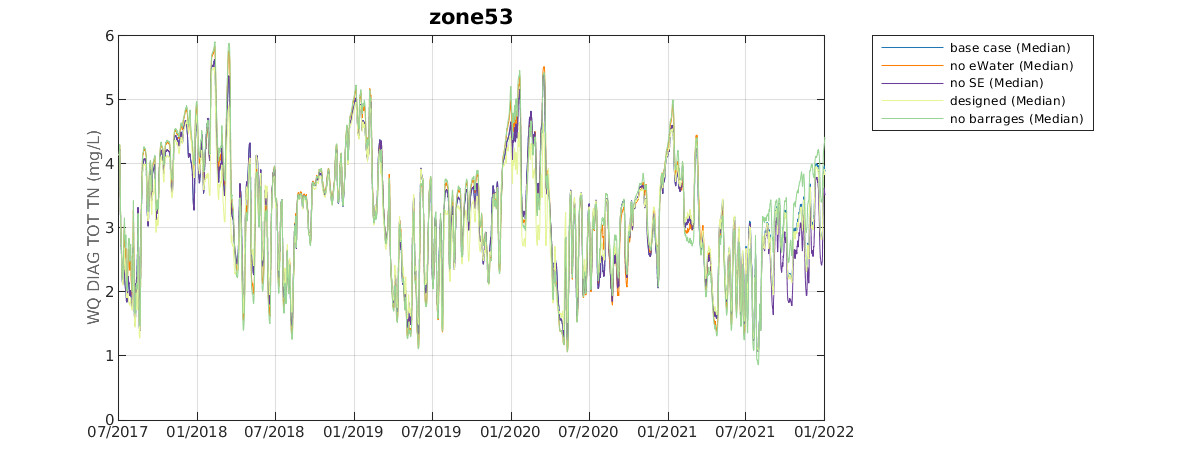 zone53
WQ DIAG TOT TN (mg/L)
6
5
4
3
2
1
0
07/2017 01/2018 07/2018 01/2019 07/2019 01/2020 07/2020 01/2021 07/2021 01/2022
base case (Median)
no eWater (Median)
no SE (Median)
designed (Median)
no barrages (Median)